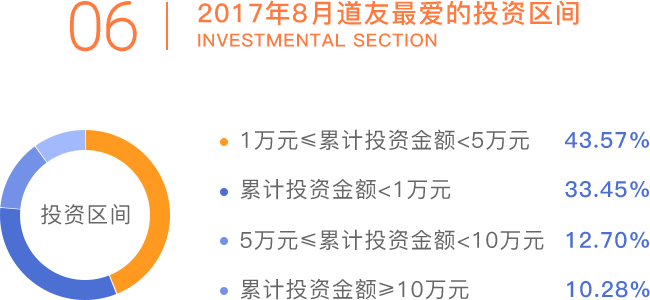 06
2017年8月道友最爱的投资区间
INVESTMENTAL SECTION
投资区间
1万元≤累计投资金额<5万元 43.57%
累计投资金额<1万元 33.45%
5万元≤累计投资金额<10万元 12.70%
累计投资金额≥10万元 10.28%